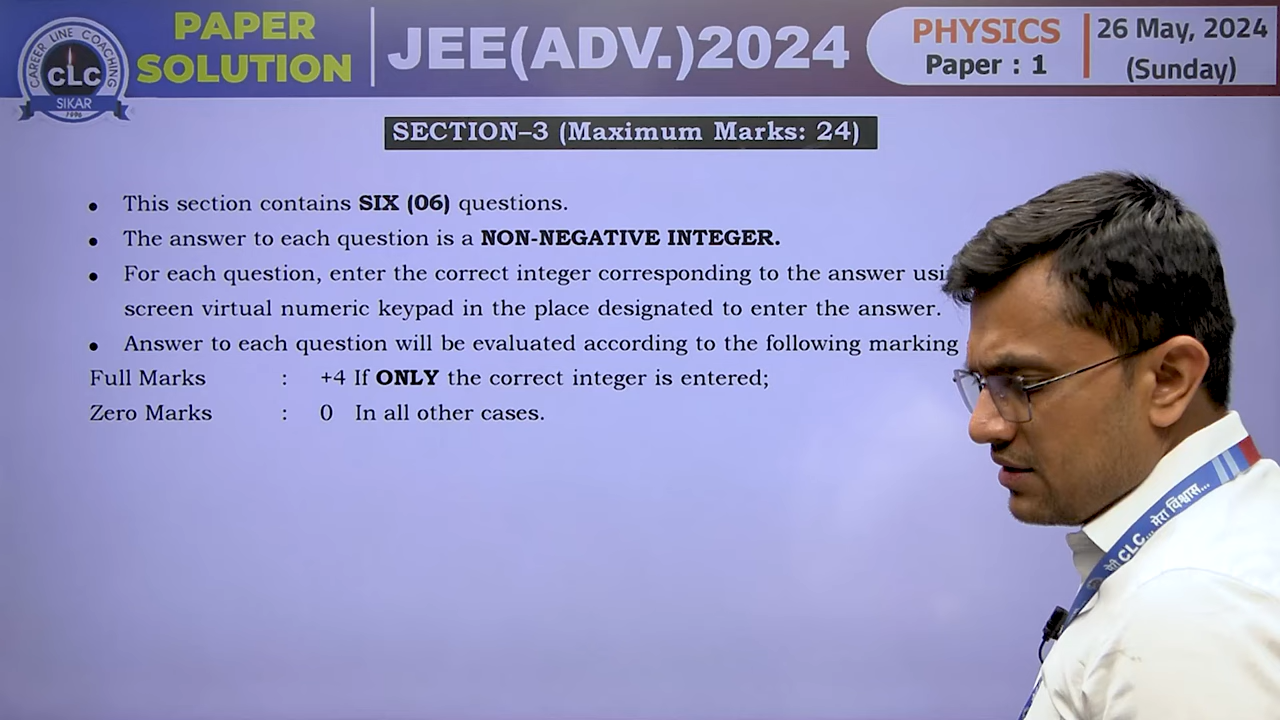 CAREER LINE COACHING
CLC
SIKAR
1996
PAPER
SOLUTION
JEE(ADV.)2024
PHYSICS
Paper : 1
26 May, 2024
(Sunday)
SECTION–3 (Maximum Marks: 24)
• This section contains SIX (06) questions.
• The answer to each question is a NON-NEGATIVE INTEGER.
• For each question, enter the correct integer corresponding to the answer usi
screen virtual numeric keypad in the place designated to enter the answer.
• Answer to each question will be evaluated according to the following marking
Full Marks : +4 If ONLY the correct integer is entered;
Zero Marks : 0 In all other cases.
मेरी CLC... मेरा विश्वास...